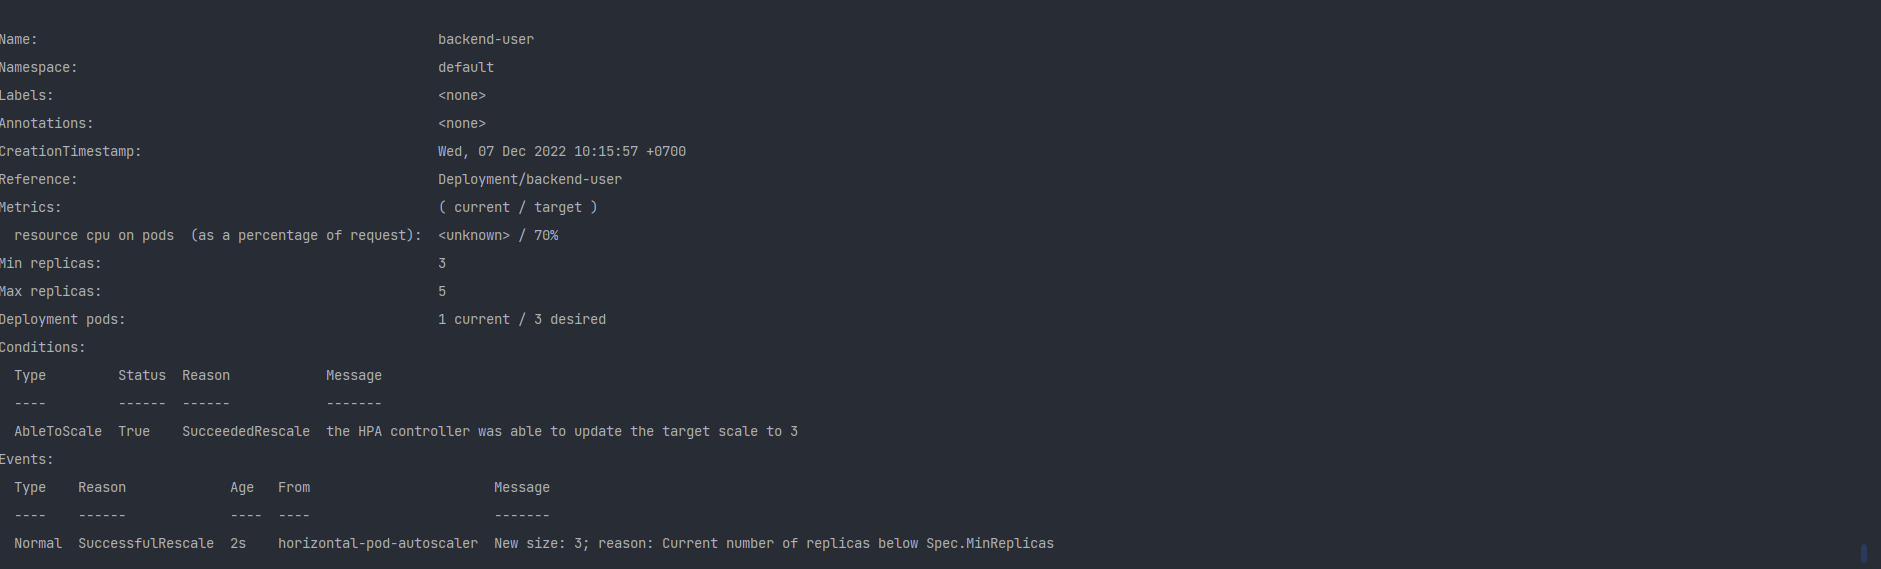 Name: backend-user
Namespace: default
Labels: <none>
Annotations: <none>
CreationTimestamp: Wed, 07 Dec 2022 10:15:57 +0700
Reference: Deployment/backend-user
Metrics: ( current / target )
resource cpu on pods (as a percentage of request): <unknown> / 70%
Min replicas: 3
Max replicas: 5
Deployment pods: 1 current / 3 desired
Conditions:
Type Status Reason Message
---- ------ ------ -------
AbleToScale True SucceededRescale the HPA controller was able to update the target scale to 3
Events:
Type Reason Age From Message
---- ------ ---- ---- -------
Normal SuccessfulRescale 2s horizontal-pod-autoscaler New size: 3; reason: Current number of replicas below Spec.MinReplicas